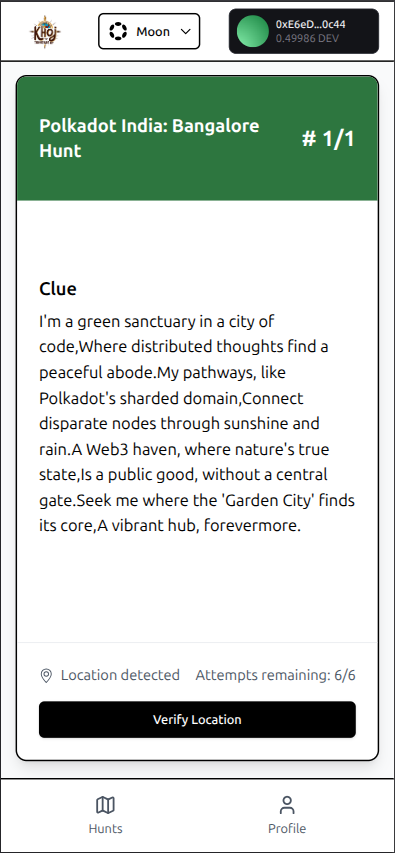 KHOJ
Moon
0xE6eD...0c44
0.49986 DEV
Polkadot India: Bangalore
Hunt
# 1/1
Clue
I'm a green sanctuary in a city of
code,Where distributed thoughts find a
peaceful abode.My pathways, like
Polkadot's sharded domain,Connect
disparate nodes through sunshine and
rain.A Web3 haven, where nature's true
state,Is a public good, without a central
gate.Seek me where the 'Garden City' finds
its core,A vibrant hub, forevermore.
Location detected
Attempts remaining: 6/6
Verify Location
Hunts
Profile